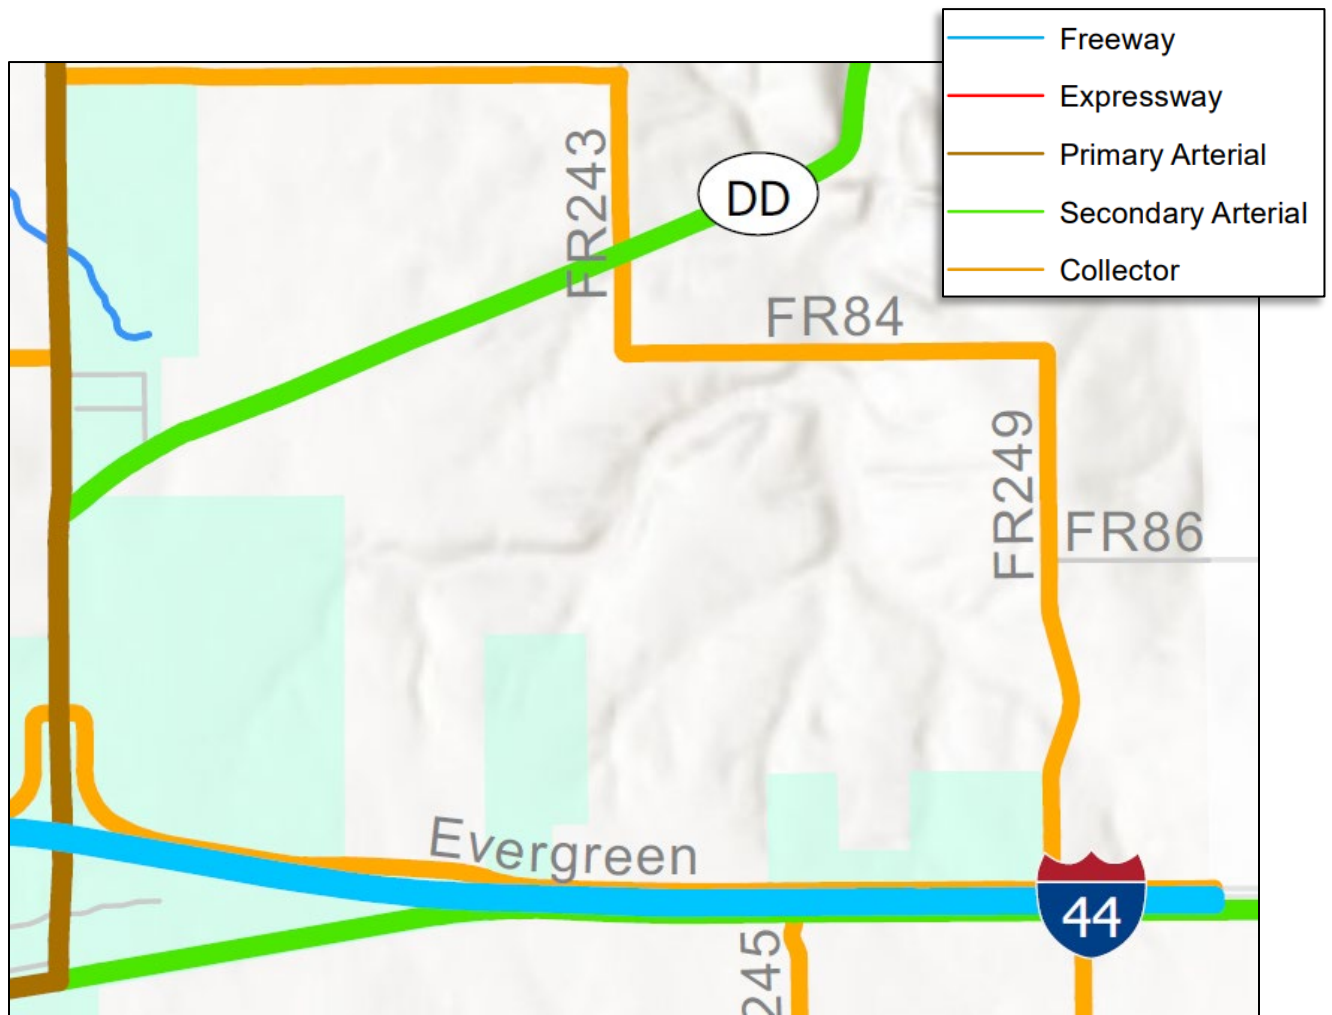 Freeway
Expressway
Primary Arterial
Secondary Arterial
Collector
FR243
DD
FR84
FR249
FR86
Evergreen
44
245